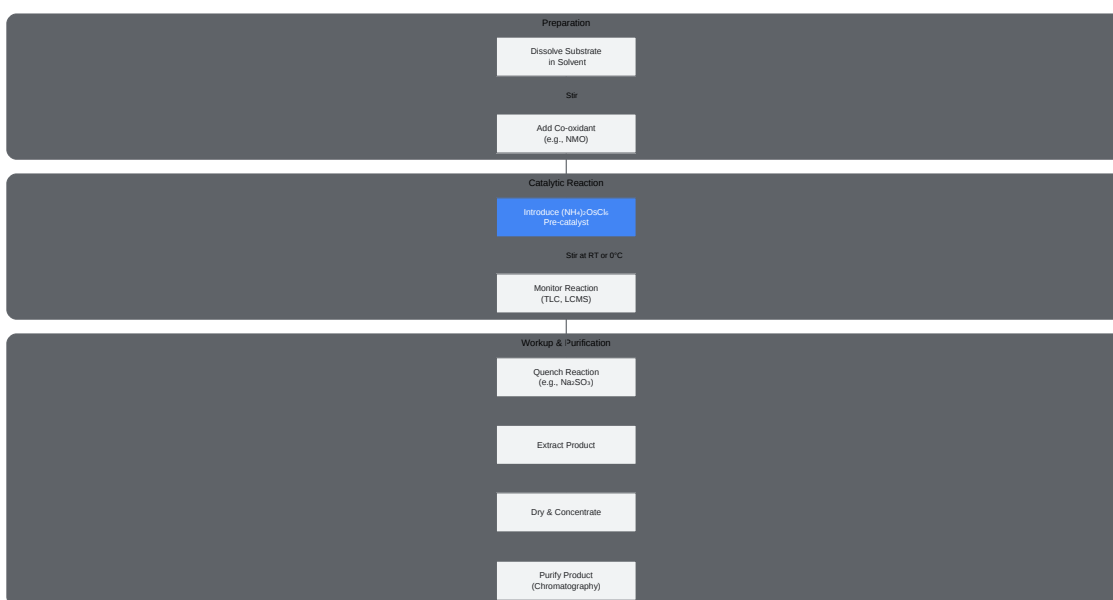 Preparation
Dissolve Substrate
in Solvent
Stir
Add Co-oxidant
(e.g., NMO)
Catalytic Reaction
Introduce (NH₄)₂OsCl₆
Pre-catalyst
Stir at RT or 0°C
Monitor Reaction
(TLC, LCMS)
Workup & Purification
Quench Reaction
(e.g., Na₂SO₃)
Extract Product
Dry & Concentrate
Purify Product
(Chromatography)